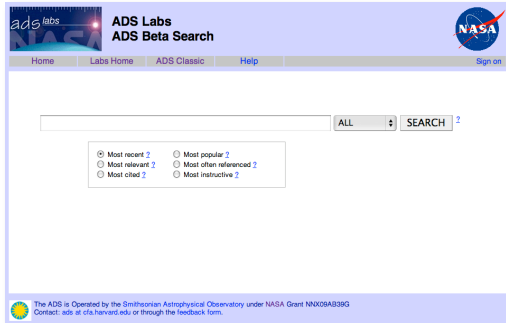 ads labs
NASA
ADS Labs
ADS Beta Search
NASA
Home Labs Home ADS Classic Help Sign on
ALL SEARCH ?
Most recent ? Most popular ?
Most relevant ? Most often referenced ?
Most cited ? Most instructive ?
The ADS is Operated by the Smithsonian Astrophysical Observatory under NASA Grant NNX09AB39G
Contact: ads at cfa.harvard.edu or through the feedback form.